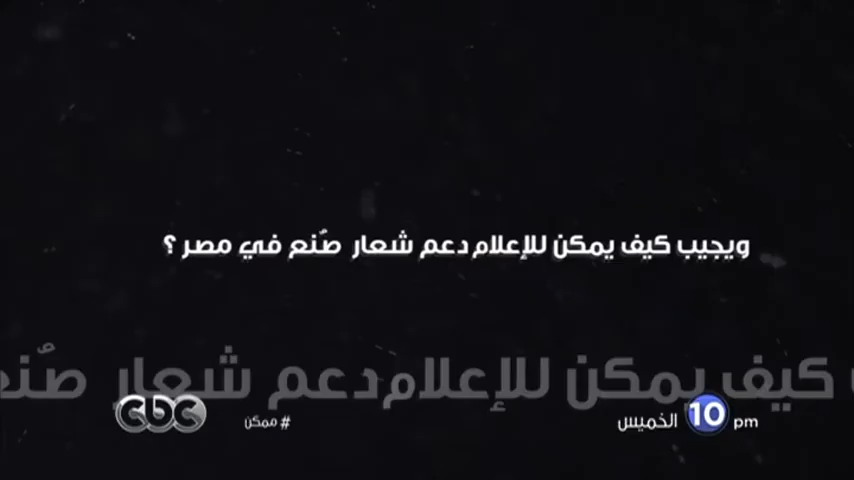 ويجيب كيف يمكن للإعلام دعم شعار صُنع في مصر ؟
كيف يمكن للإعلام دعم شعار صُنع
cbc
#ممكن
الخميس 10 pm